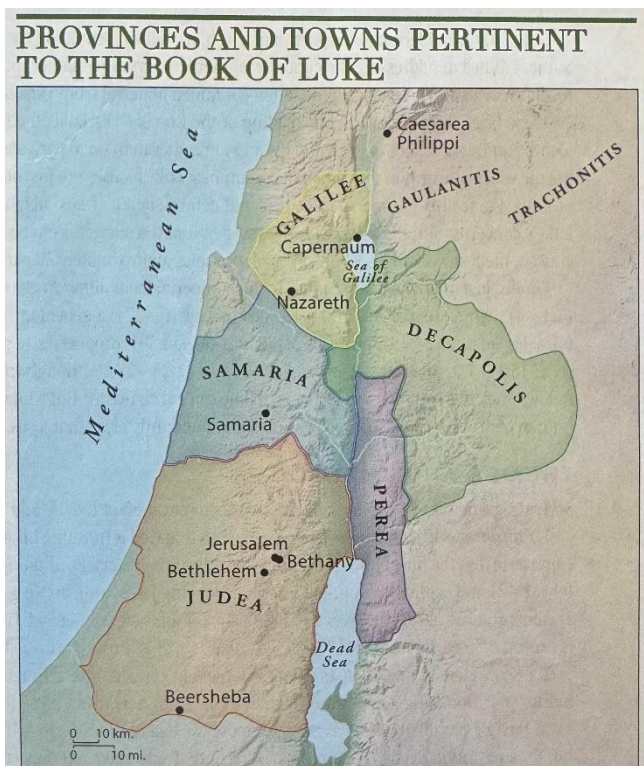 PROVINCES AND TOWNS PERTINENT
TO THE BOOK OF LUKE
Caesarea
Philippi
GALILEE
GAULANITIS
TRACHONITIS
Mediterranean Sea
Capernaum
Sea of
Galilee
Nazareth
DECAPOLIS
SAMARIA
Samaria
PEREA
Jerusalem
Bethany
Bethlehem
JUDEA
Dead
Sea
Beersheba
0 10 km.
0 10 mi.